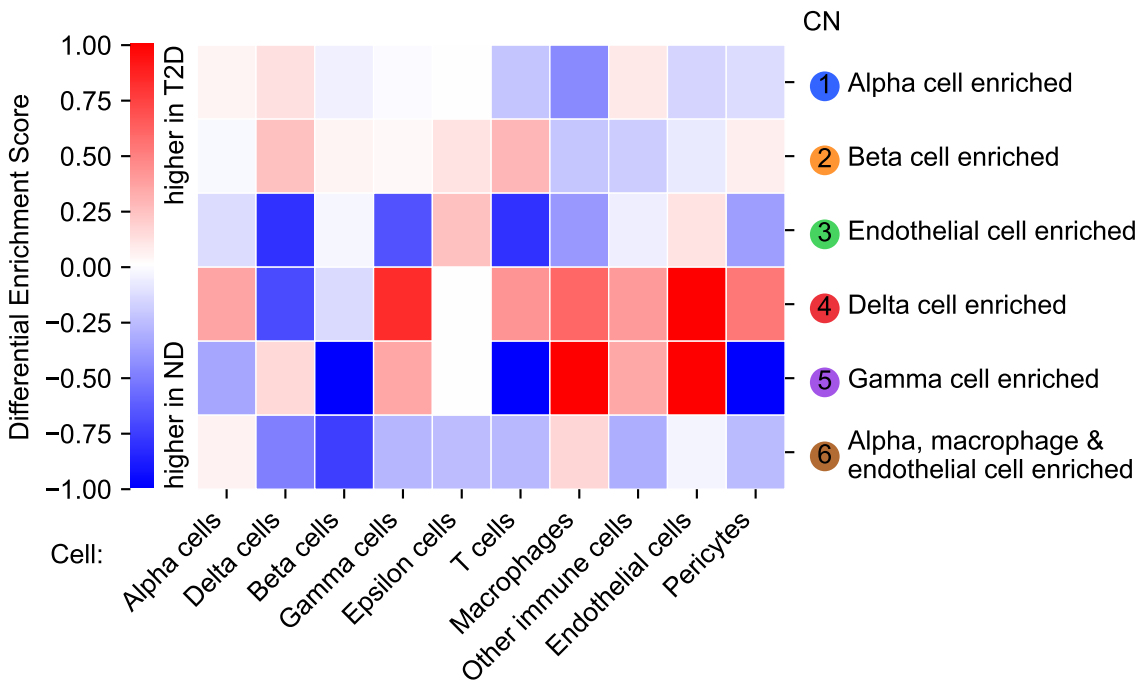 CN
1.00
0.75
0.50
0.25
0.00
−0.25
−0.50
−0.75
−1.00
Differential Enrichment Score
higher in T2D
higher in ND
1 Alpha cell enriched
2 Beta cell enriched
3 Endothelial cell enriched
4 Delta cell enriched
5 Gamma cell enriched
6 Alpha, macrophage &
endothelial cell enriched
Cell:
Alpha cells
Delta cells
Beta cells
Gamma cells
Epsilon cells
T cells
Macrophages
Other immune cells
Endothelial cells
Pericytes